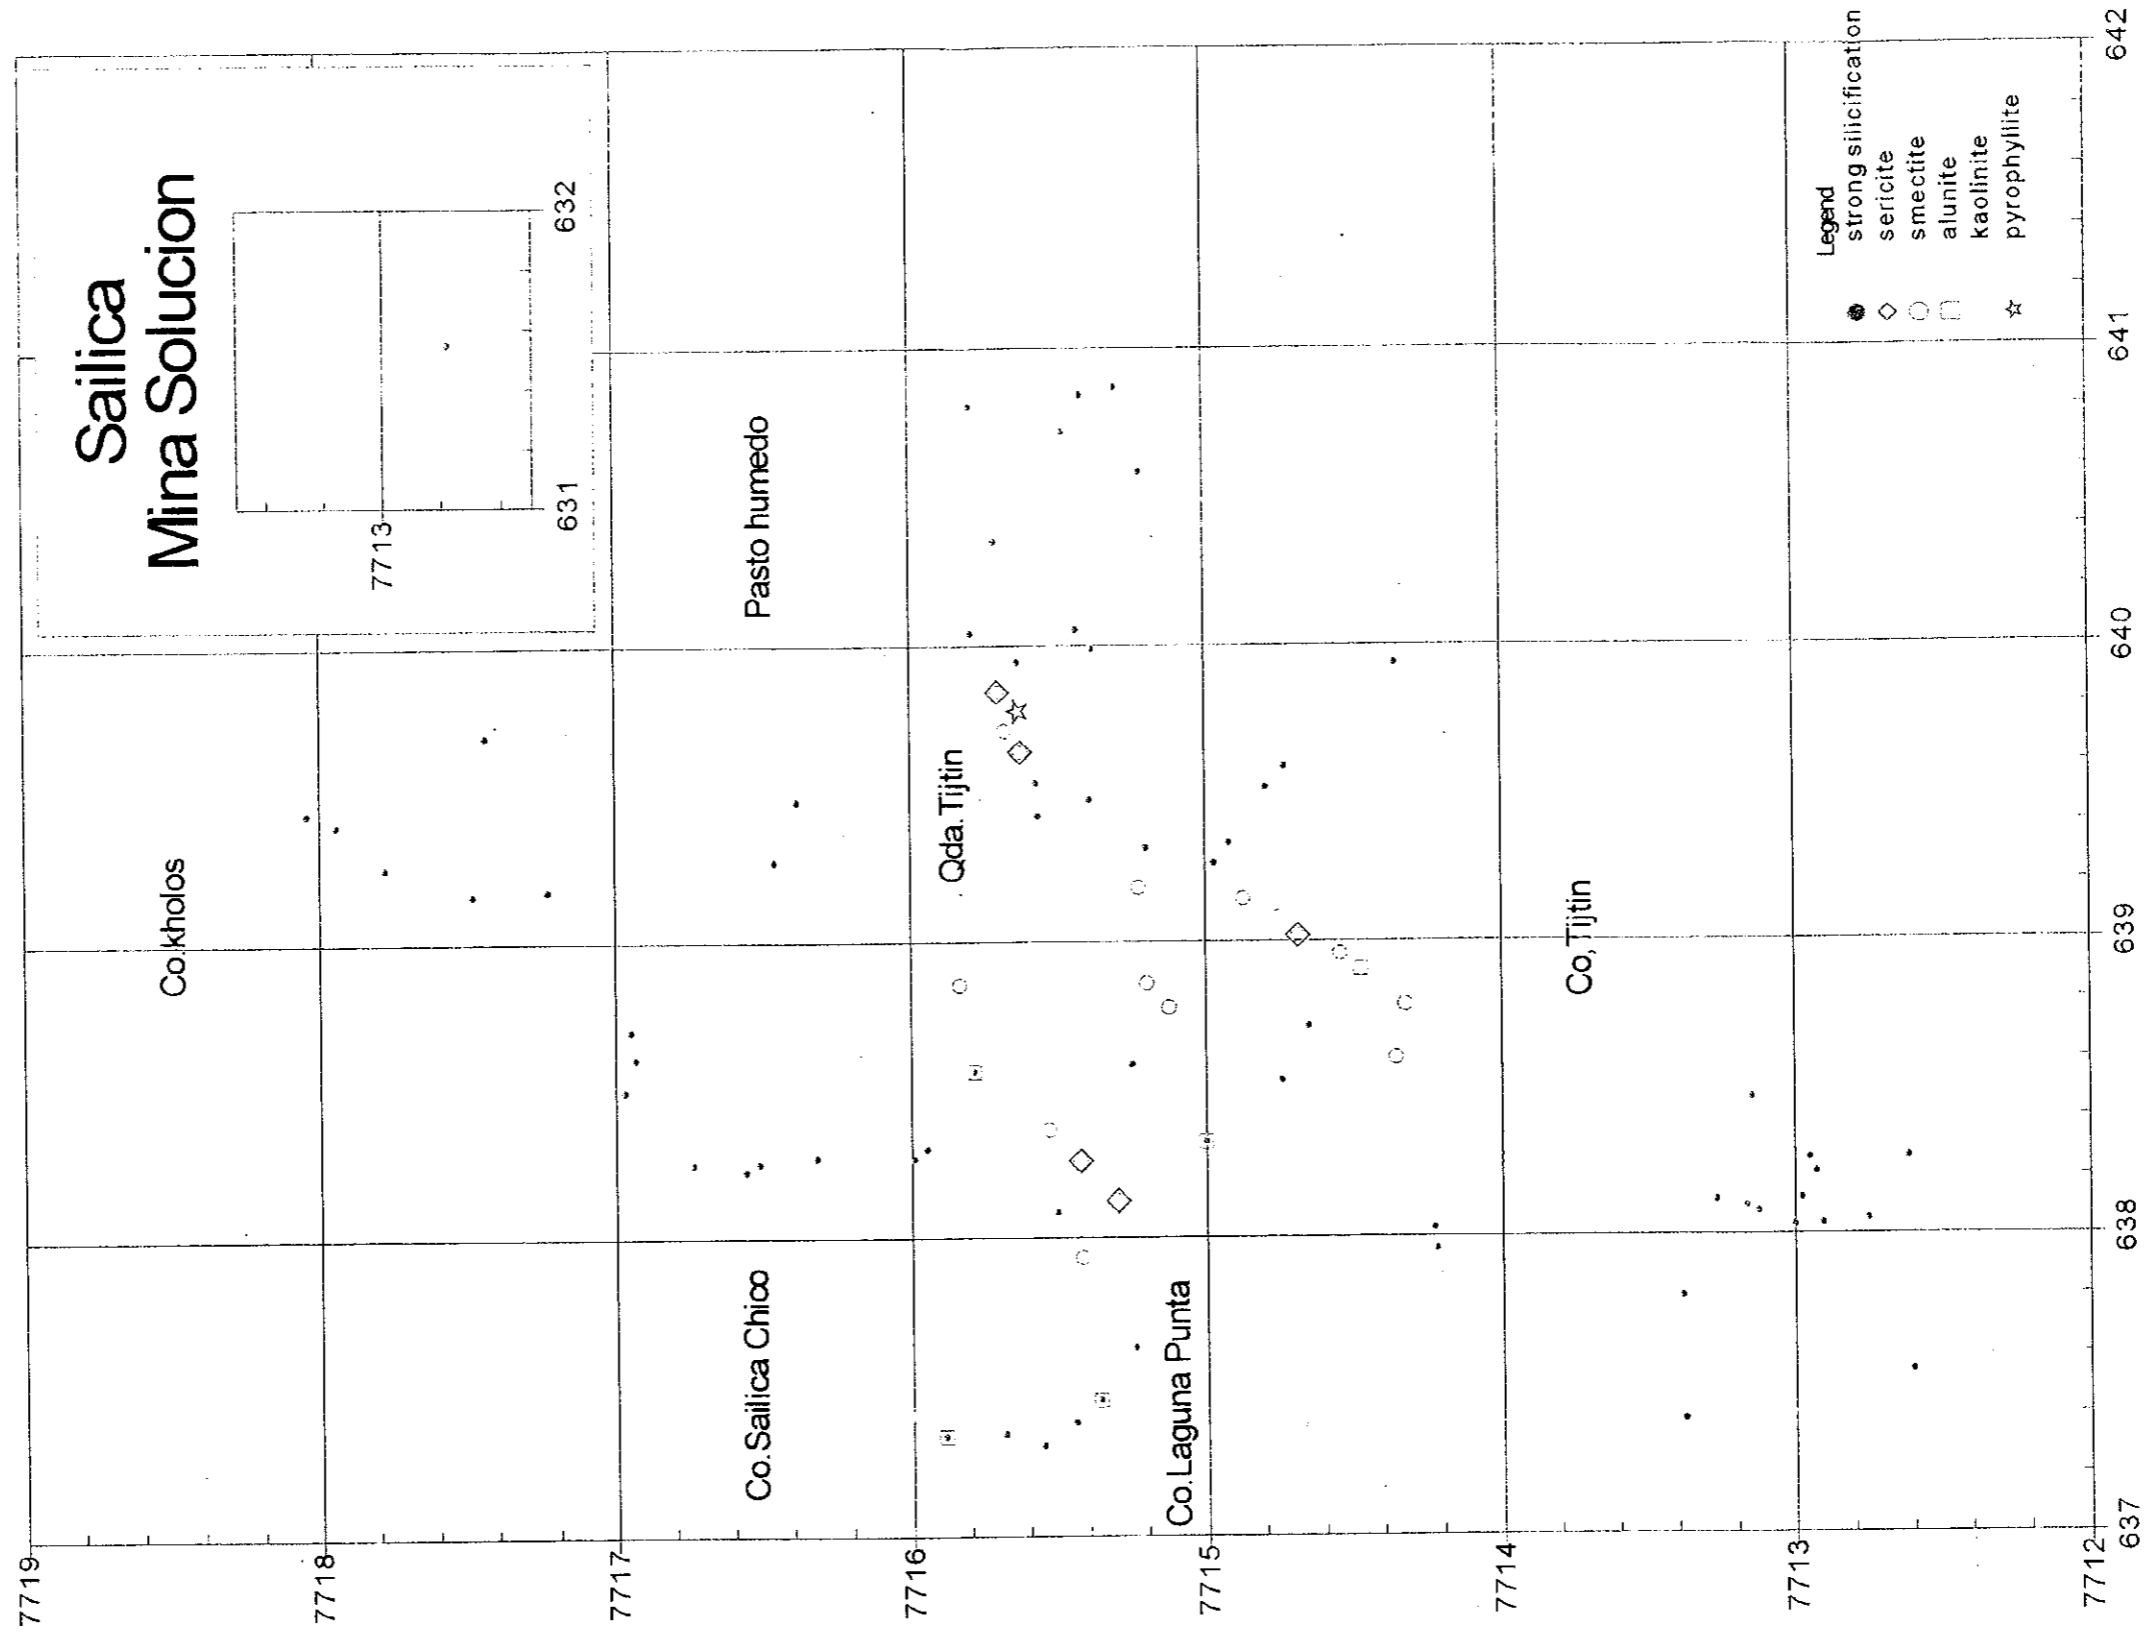 Sailica
Mina Solucion
7713
631
632
Co.kholos
Pasto humedo
Qda.Tijtin
Co.Sailica Chico
Co.Laguna Punta
Co,Tijtin
Legend
strong silicification
sericite
smectite
alunite
kaolinite
pyrophyllite
7719
7718
7717
7716
7715
7714
7713
7712
637
638
639
640
641
642